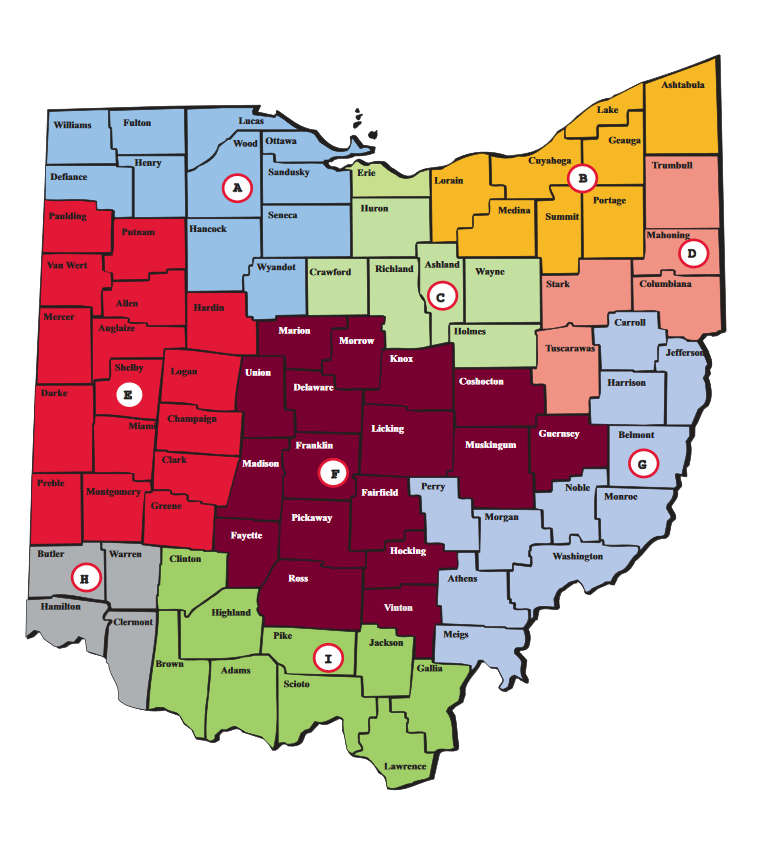 Ashtabula
Lake
Williams
Fulton
Lucas
Geauga
Wood
Ottawa
Henry
Cuyahoga
Trumbull
Defiance
Sandusky
Erie
Lorain
B
A
Portage
Paulding
Seneca
Huron
Medina
Summit
Putnam
Hancock
Mahoning
D
Van Wert
Wyandot
Crawford
Richland
Ashland
Wayne
Stark
Columbiana
C
Allen
Hardin
Mercer
Auglaize
Marion
Morrow
Holmes
Carroll
Tuscarawas
Jefferson
Knox
Shelby
Logan
Union
Delaware
Coshocton
Harrison
Darke
E
Champaign
Miami
Licking
Guernsey
Belmont
Franklin
Muskingum
Clark
Madison
G
F
Preble
Montgomery
Fairfield
Perry
Noble
Monroe
Greene
Pickaway
Morgan
Fayette
Butler
Warren
Clinton
Hocking
Washington
H
Ross
Athens
Hamilton
Highland
Vinton
Clermont
Pike
Jackson
Meigs
I
Brown
Adams
Gallia
Scioto
Lawrence